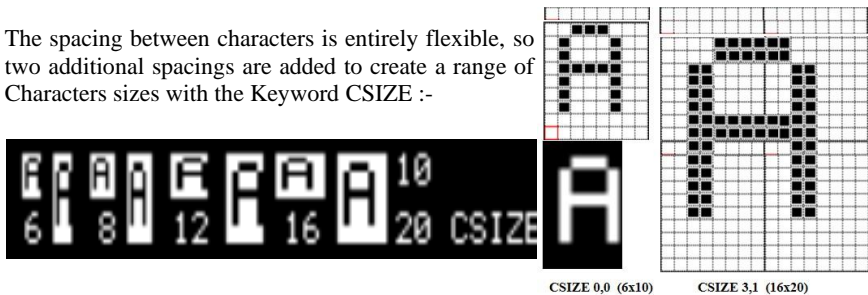 The spacing between characters is entirely flexible, so
two additional spacings are added to create a range of
Characters sizes with the Keyword CSIZE :-
A A A A A A A A 10
6 8 12 16 20 CSIZE
A
A
A
CSIZE 0,0 (6x10) CSIZE 3,1 (16x20)